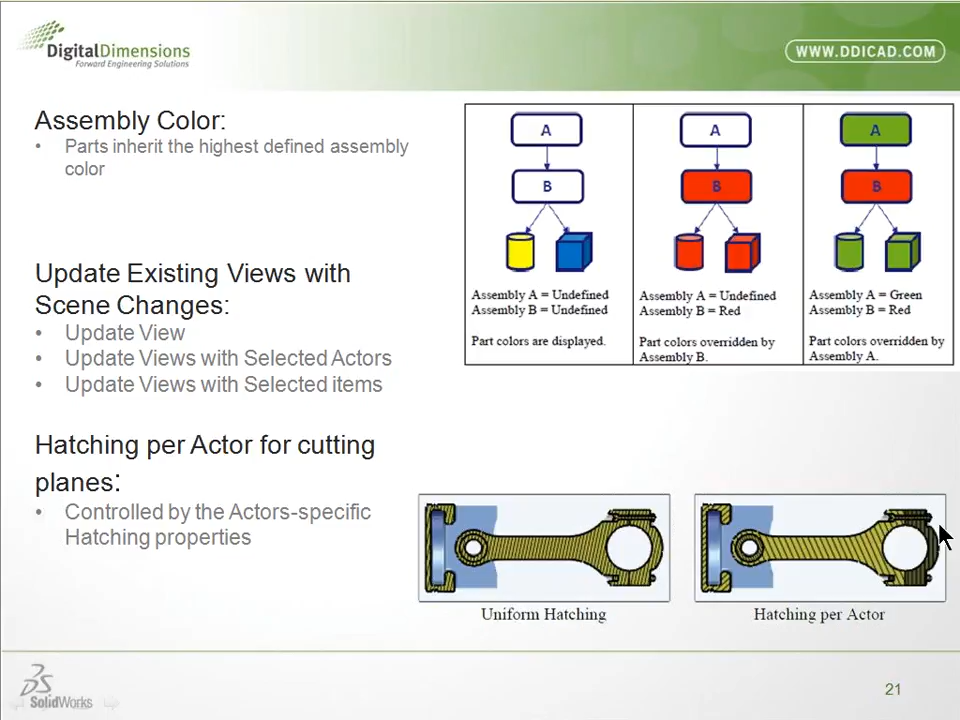 DigitalDimensions
Forward Engineering Solutions
WWW.DDICAD.COM
Assembly Color:
• Parts inherit the highest defined assembly
color
Update Existing Views with
Scene Changes:
• Update View
• Update Views with Selected Actors
• Update Views with Selected items
Hatching per Actor for cutting
planes:
• Controlled by the Actors-specific
Hatching properties
A
B
Assembly A = Undefined
Assembly B = Undefined
Part colors are displayed.
A
B
Assembly A = Undefined
Assembly B = Red
Part colors overridden by
Assembly B.
A
B
Assembly A = Green
Assembly B = Red
Part colors overridden by
Assembly A.
Uniform Hatching
Hatching per Actor
SolidWorks
21